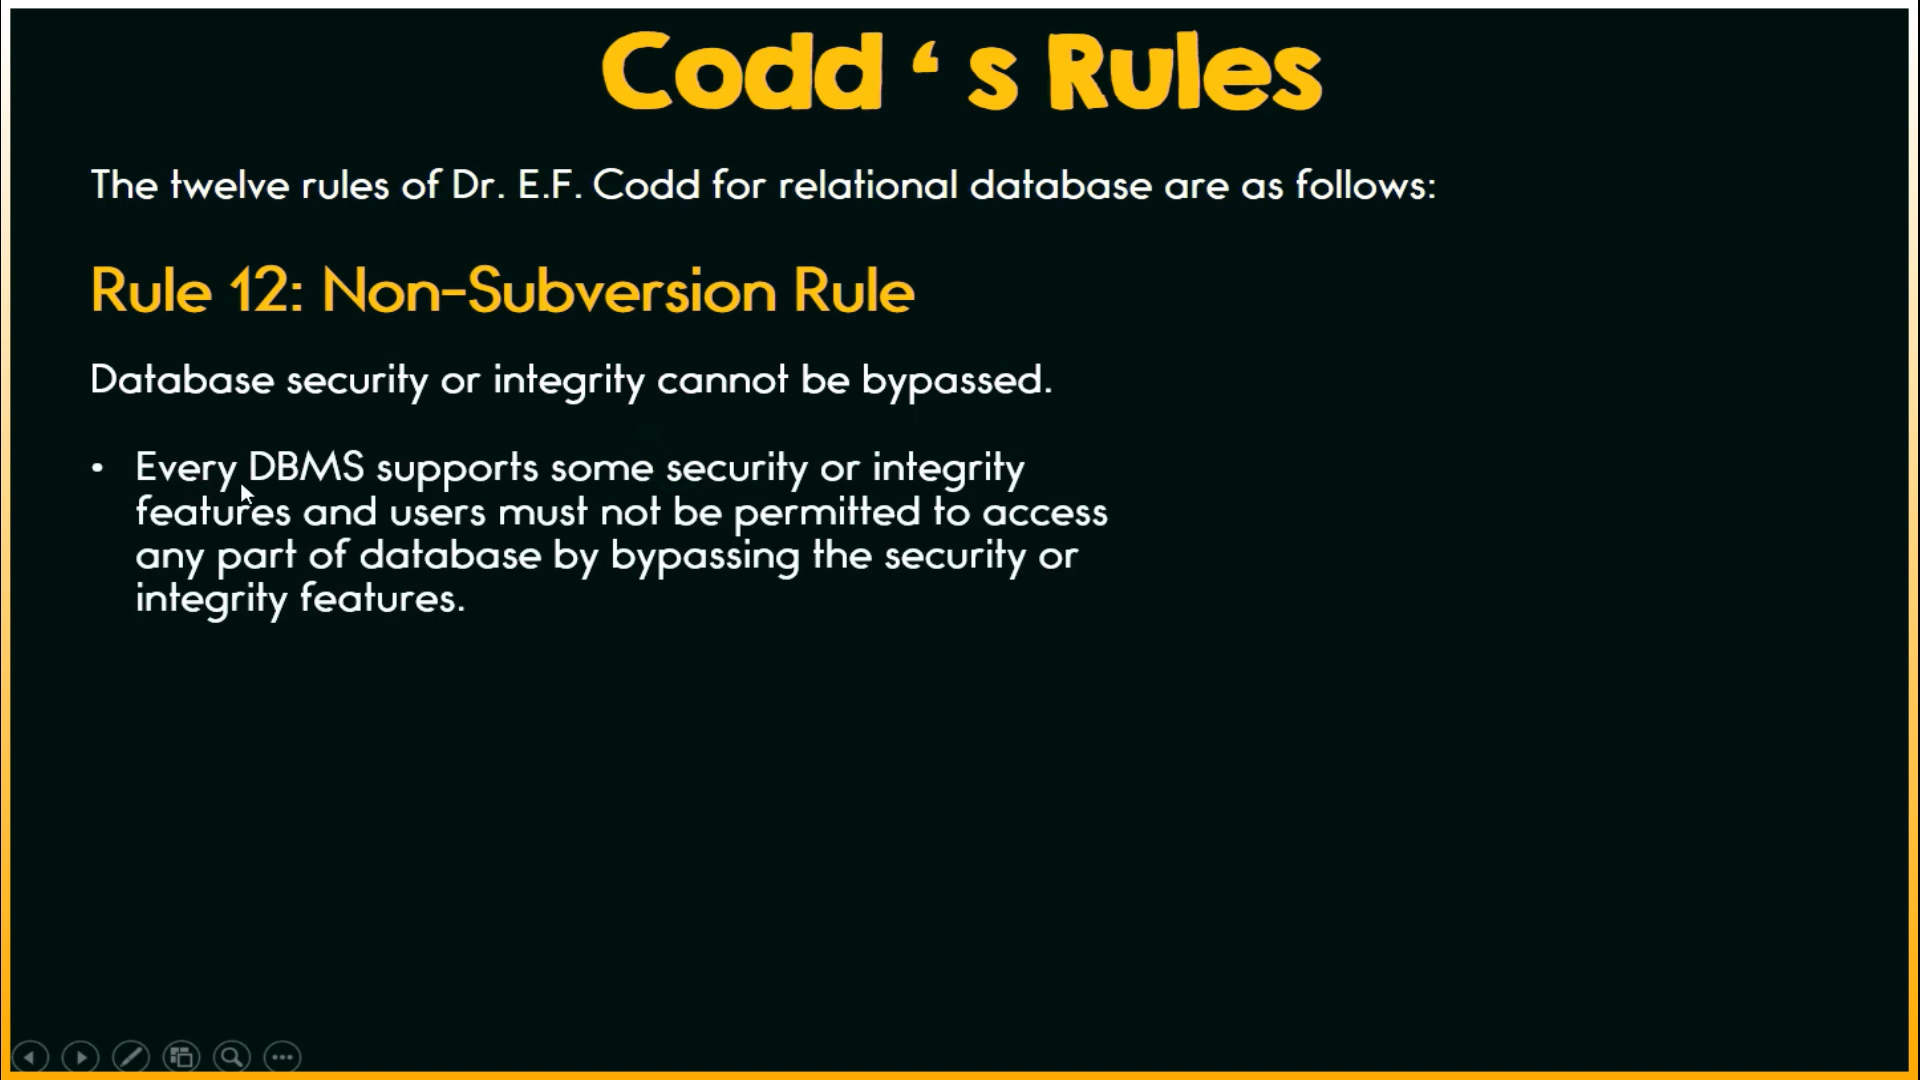 Codd ‘ s Rules
The twelve rules of Dr. E.F. Codd for relational database are as follows:
Rule 12: Non-Subversion Rule
Database security or integrity cannot be bypassed.
• Every DBMS supports some security or integrity
features and users must not be permitted to access
any part of database by bypassing the security or
integrity features.